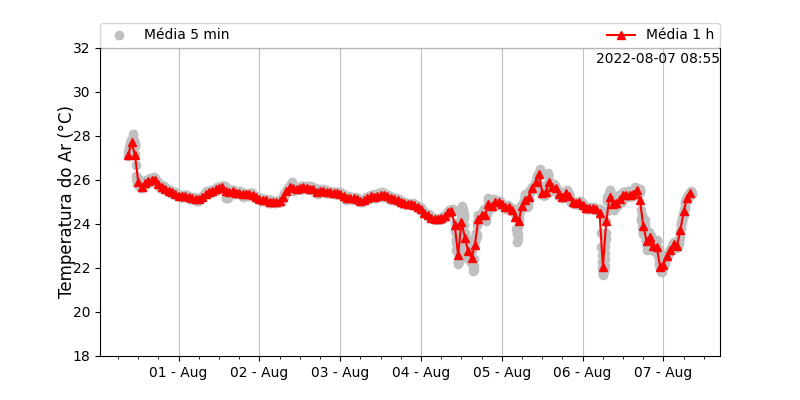 Média 5 min
Média 1 h
2022-08-07 08:55
Temperatura do Ar (°C)
32
30
28
26
24
22
20
18
01 - Aug
02 - Aug
03 - Aug
04 - Aug
05 - Aug
06 - Aug
07 - Aug